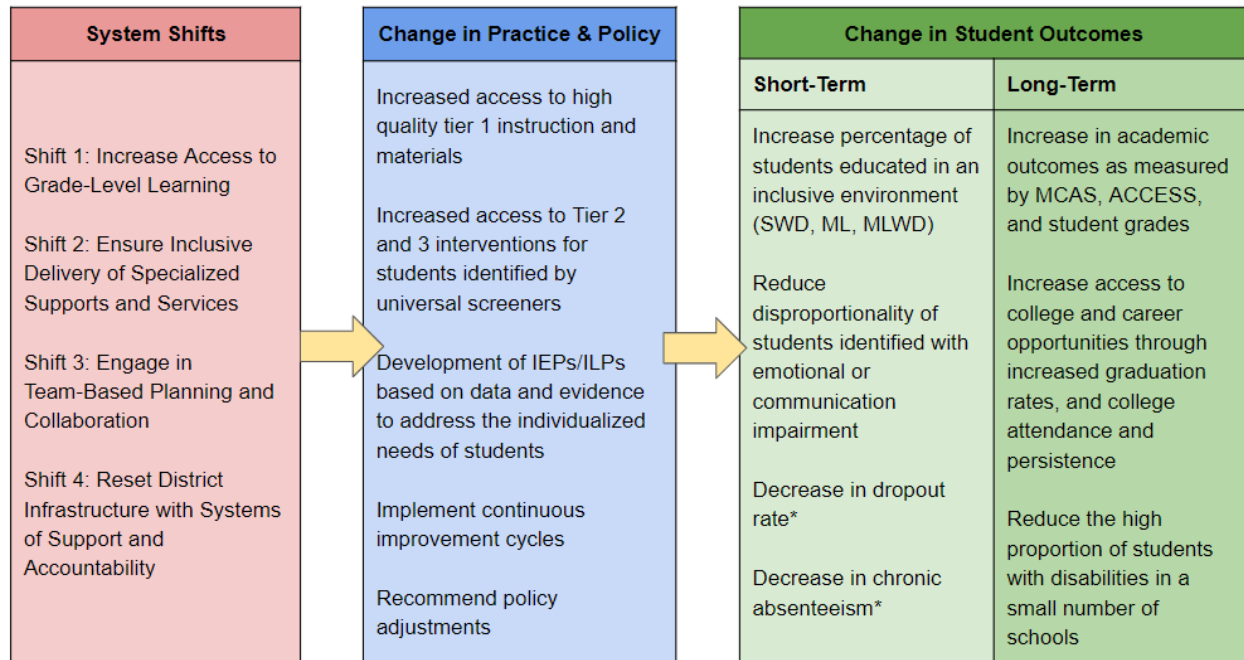 System Shifts
Shift 1: Increase Access to
Grade-Level Learning
Shift 2: Ensure Inclusive
Delivery of Specialized
Supports and Services
Shift 3: Engage in
Team-Based Planning and
Collaboration
Shift 4: Reset District
Infrastructure with Systems
of Support and
Accountability
Change in Practice & Policy
Increased access to high
quality tier 1 instruction and
materials
Increased access to Tier 2
and 3 interventions for
students identified by
universal screeners
Development of IEPs/ILPs
based on data and evidence
to address the individualized
needs of students
Implement continuous
improvement cycles
Recommend policy
adjustments
Change in Student Outcomes
Short-Term
Increase percentage of
students educated in an
inclusive environment
(SWD, ML, MLWD)
Reduce
disproportionality of
students identified with
emotional or
communication
impairment
Decrease in dropout
rate*
Decrease in chronic
absenteeism*
Long-Term
Increase in academic
outcomes as measured
by MCAS, ACCESS,
and student grades
Increase access to
college and career
opportunities through
increased graduation
rates, and college
attendance and
persistence
Reduce the high
proportion of students
with disabilities in a
small number of
schools